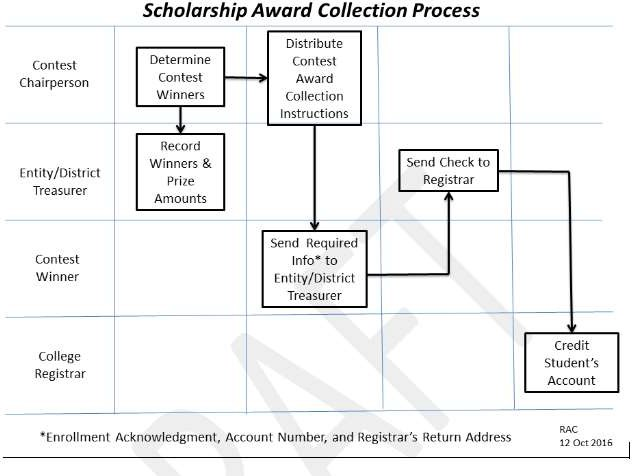 Scholarship Award Collection Process
Contest
Chairperson
Determine
Contest
Winners
Distribute
Contest
Award
Collection
Instructions
Entity/District
Treasurer
Record
Winners &
Prize
Amounts
Send Check to
Registrar
Contest
Winner
Send Required
Info* to
Entity/District
Treasurer
College
Registrar
Credit
Student's
Account
*Enrollment Acknowledgment, Account Number, and Registrar's Return Address
RAC
12 Oct 2016
DRAFT